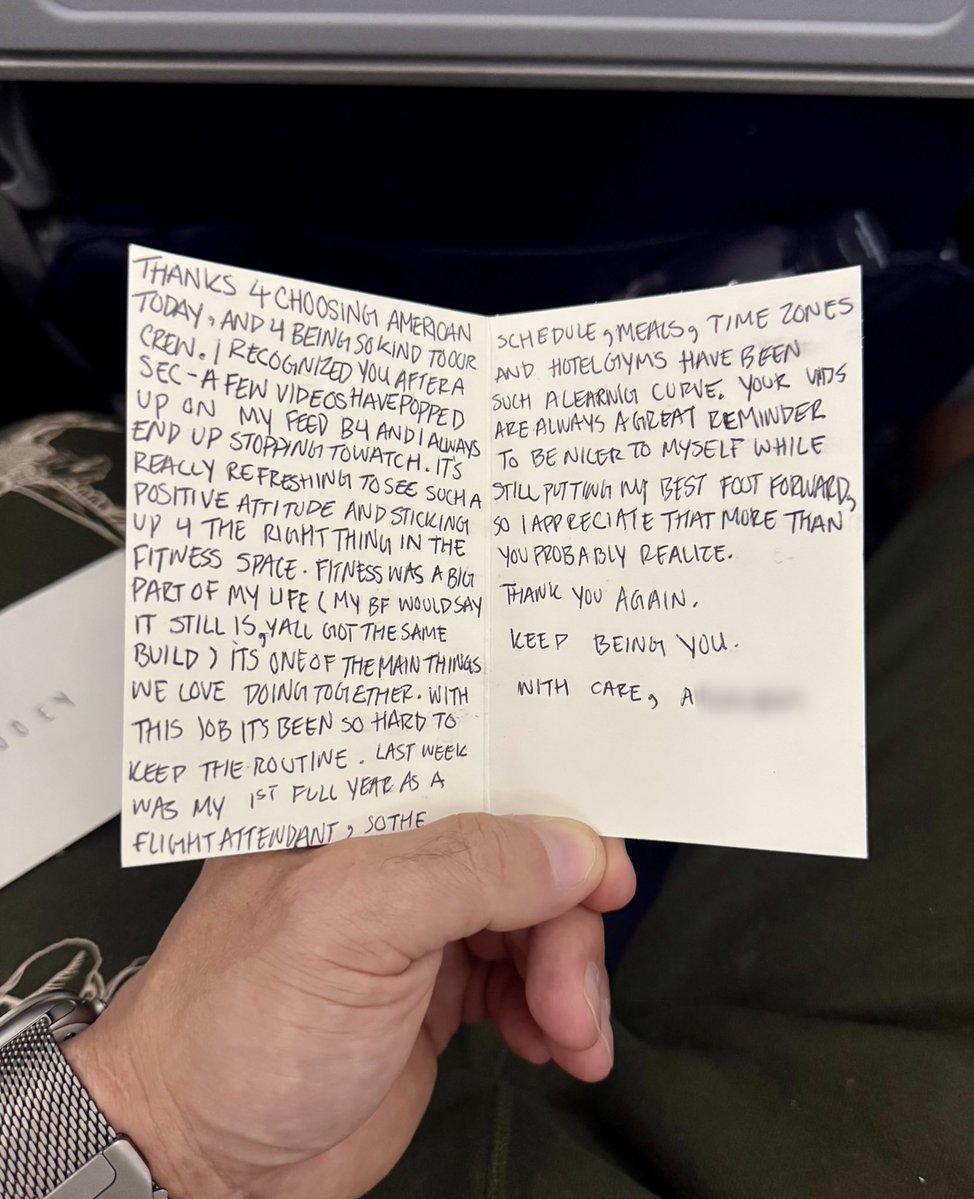 THANKS 4 CHOOSING AMERICAN
TODAY, AND 4 BEING SO KIND TO OUR
CREW. I RECOGNIZED YOU AFTER A
SEC - A FEW VIDEOS HAVE POPPED
UP ON MY FEED B4 AND I ALWAYS
END UP STOPPING TO WATCH. IT'S
REALLY REFRESHING TO SEE SUCH A
POSITIVE ATTITUDE AND STICKING
UP 4 THE RIGHT THING IN THE
FITNESS SPACE. FITNESS WAS A BIG
PART OF MY LIFE (MY BF WOULD SAY
IT STILL IS, YALL GOT THE SAME
BUILD) ITS ONE OF THE MAIN THINGS
WE LOVE DOING TOGETHER. WITH
THIS JOB ITS BEEN SO HARD TO
KEEP THE ROUTINE. LAST WEEK
WAS MY 1ST FULL YEAR AS A
FLIGHT ATTENDANT, SO THE
SCHEDULE, MEALS, TIME ZONES
AND HOTEL GYMS HAVE BEEN
SUCH A LEARNIG CURVE. YOUR VIDS
ARE ALWAYS A GREAT REMINDER
TO BE NICER TO MYSELF WHILE
STILL PUTTING MY BEST FOOT FORWARD,
SO I APPRECIATE THAT MORE THAN
YOU PROBABLY REALIZE.
THANK YOU AGAIN.
KEEP BEING YOU.
WITH CARE, A